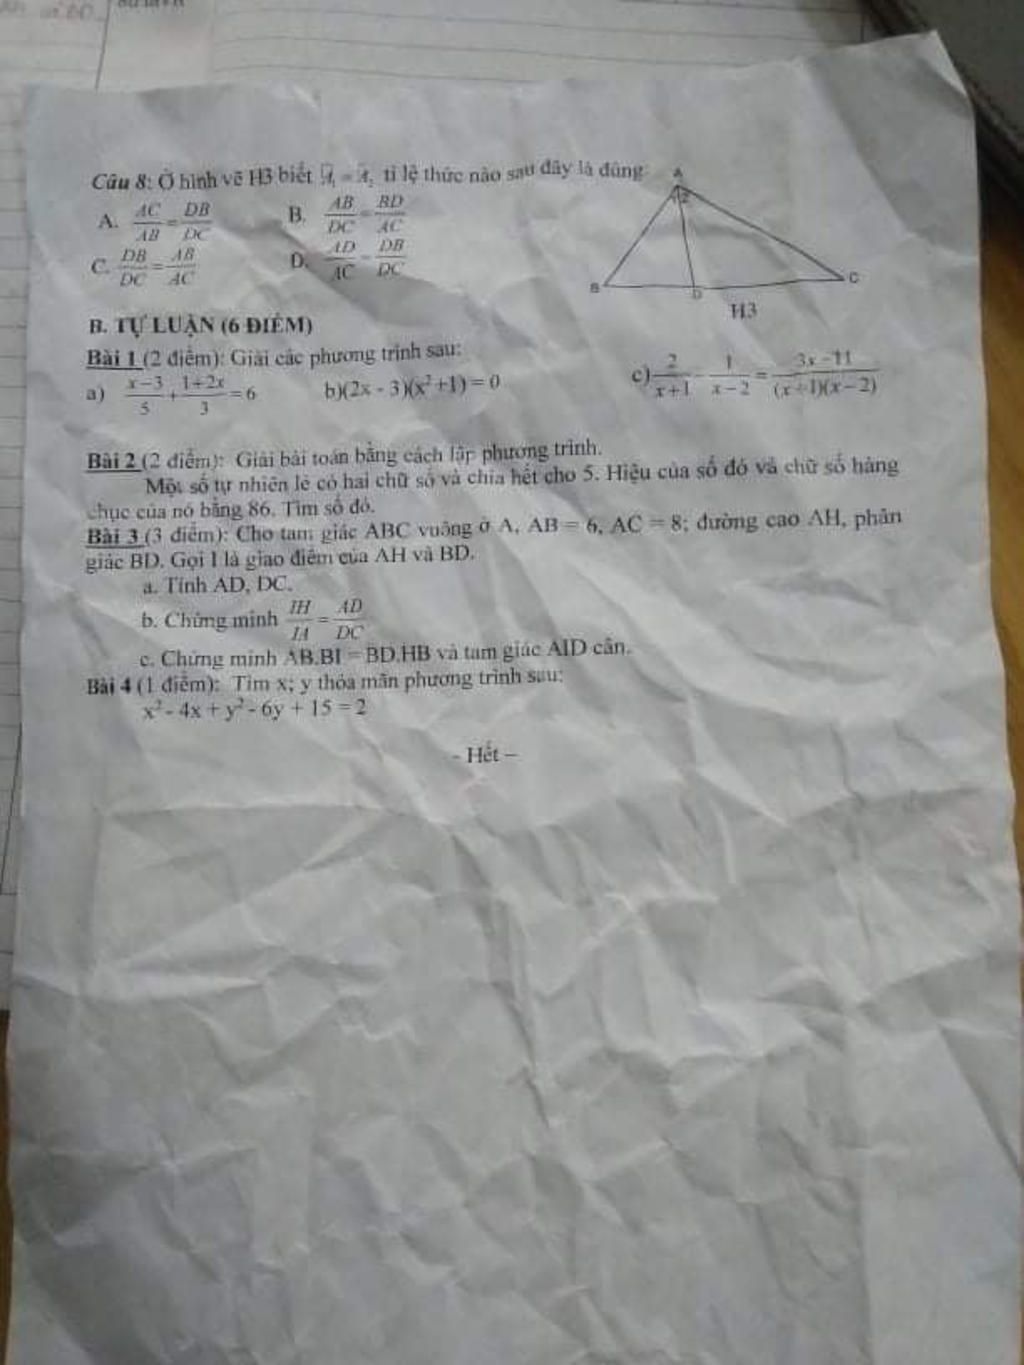 Câu 8: Ở hình vẽ H3 biết Â₁ = Â₂ tỉ lệ thức nào sau đây là đúng
A. AC/AB = DB/DC B. AB/DC = BD/AC
C. DB/DC = AB/AC D. AD/AC = DB/DC
A
1 2
B D C
H3
B. TỰ LUẬN (6 ĐIỂM)
Bài 1 (2 điểm): Giải các phương trình sau:
a) (x−3)/5 + (1+2x)/3 = 6 b)(2x - 3)(x²+1) = 0 c) 2/(x+1) − 1/(x−2) = (3x−11)/((x+1)(x−2))
Bài 2 (2 điểm): Giải bài toán bằng cách lập phương trình.
Một số tự nhiên lẻ có hai chữ số và chia hết cho 5. Hiệu của số đó và chữ số hàng
chục của nó bằng 86. Tìm số đó.
Bài 3 (3 điểm): Cho tam giác ABC vuông ở A, AB = 6, AC = 8; đường cao AH, phân
giác BD. Gọi I là giao điểm của AH và BD.
a. Tính AD, DC.
b. Chứng minh IH/IA = AD/DC
c. Chứng minh AB.BI = BD.HB và tam giác AID cân.
Bài 4 (1 điểm): Tìm x; y thỏa mãn phương trình sau:
x² - 4x + y² - 6y + 15 = 2
- Hết –